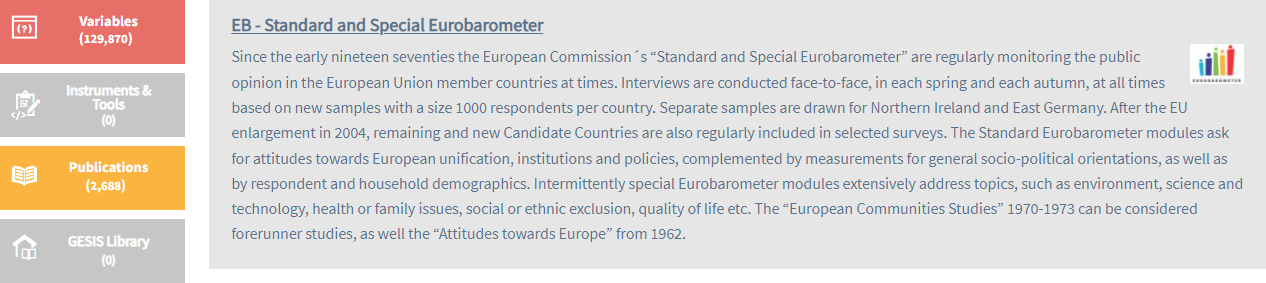 Variables
(129,870)
Instruments &
Tools
(0)
Publications
(2,688)
GESIS Library
(0)
EB - Standard and Special Eurobarometer
Since the early nineteen seventies the European Commission´s “Standard and Special Eurobarometer” are regularly monitoring the public
opinion in the European Union member countries at times. Interviews are conducted face-to-face, in each spring and each autumn, at all times
based on new samples with a size 1000 respondents per country. Separate samples are drawn for Northern Ireland and East Germany. After the EU
enlargement in 2004, remaining and new Candidate Countries are also regularly included in selected surveys. The Standard Eurobarometer modules ask
for attitudes towards European unification, institutions and policies, complemented by measurements for general socio-political orientations, as well as
by respondent and household demographics. Intermittently special Eurobarometer modules extensively address topics, such as environment, science and
technology, health or family issues, social or ethnic exclusion, quality of life etc. The “European Communities Studies” 1970-1973 can be considered
forerunner studies, as well the “Attitudes towards Europe” from 1962.
EUROBAROMETER